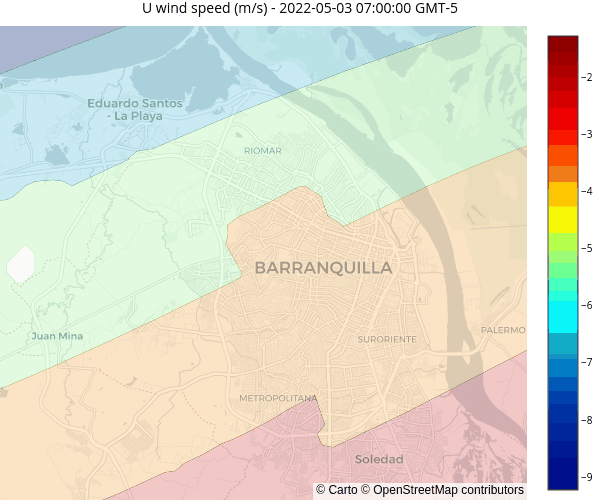 U wind speed (m/s) - 2022-05-03 07:00:00 GMT-5
Eduardo Santos
- La Playa
RIOMAR
BARRANQUILLA
Juan Mina
SURORIENTE
PALERMO
METROPOLITANA
Soledad
© Carto © OpenStreetMap contributors
−2
−3
−4
−5
−6
−7
−8
−9